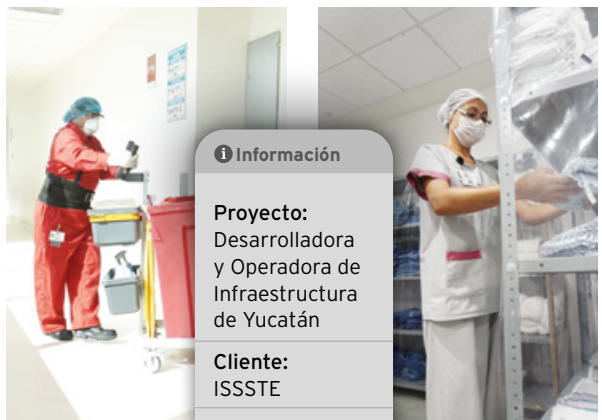 Información
Proyecto:
Desarrolladora
y Operadora de
Infraestructura
de Yucatán
Cliente:
ISSSTE